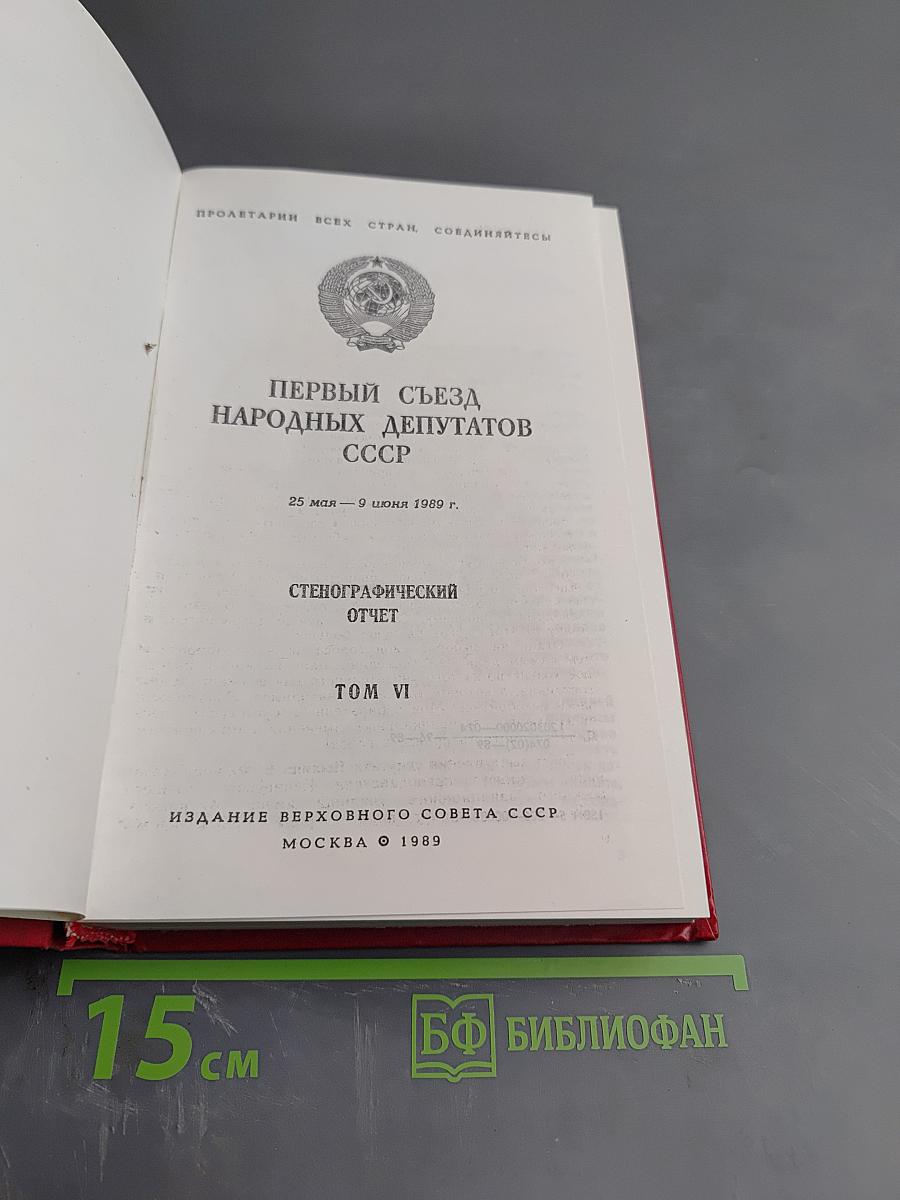 ПРОЛЕТАРИИ ВСЕХ СТРАН, СОЕДИНЯЙТЕСЬ
ПЕРВЫЙ СЪЕЗД
НАРОДНЫХ ДЕПУТАТОВ
СССР
25 мая — 9 июня 1989 г.
СТЕНОГРАФИЧЕСКИЙ
ОТЧЕТ
ТОМ VI
ИЗДАНИЕ ВЕРХОВНОГО СОВЕТА СССР
МОСКВА 1989
15 см
БФ БИБЛИОФАН